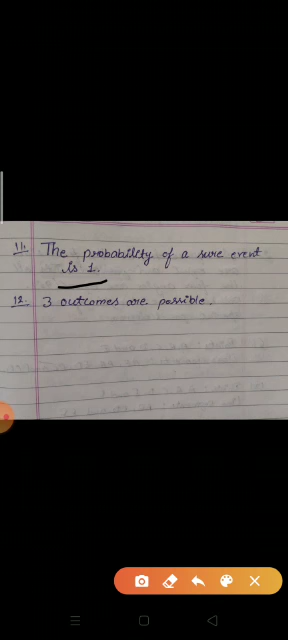 11. The probability of a sure event
is 1.
12. 3 outcomes are possible.